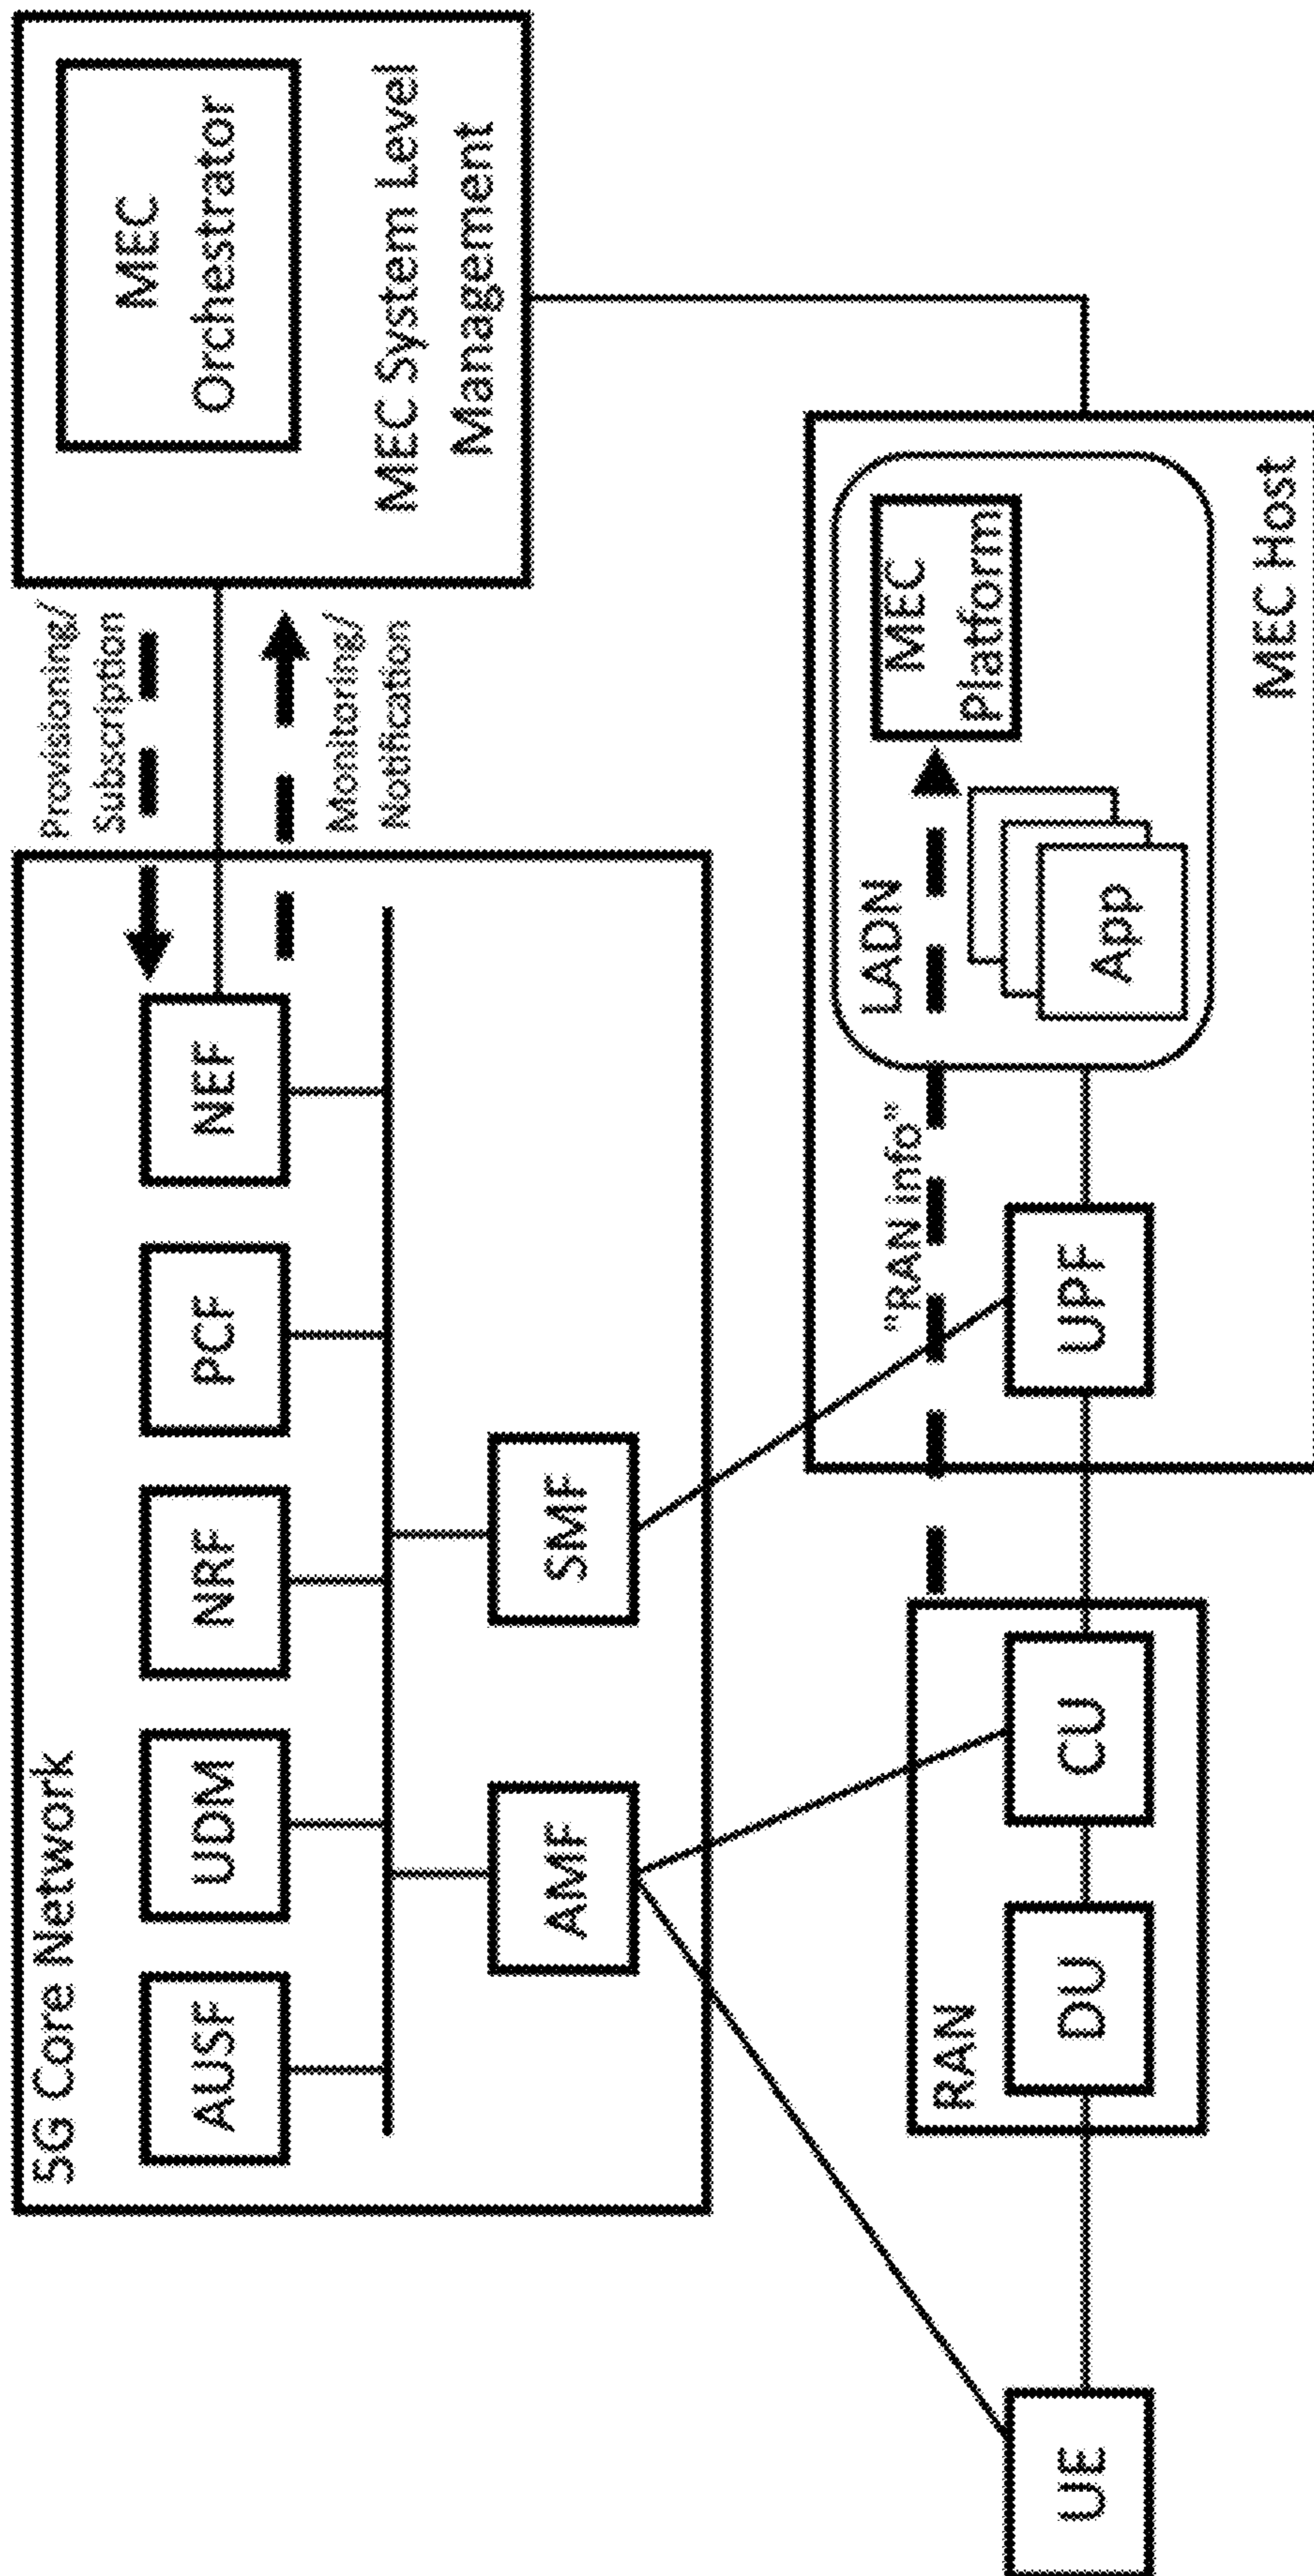 5G Core Network
AUSF
UDM
NRF
PCF
NEF
AMF
SMF
Provisioning/
Subscription
Monitoring/
Notification
MEC
Orchestrator
MEC System Level
Management
UE
RAN
DU
CU
"RAN info"
UPF
LADN
App
MEC
Platform
MEC Host